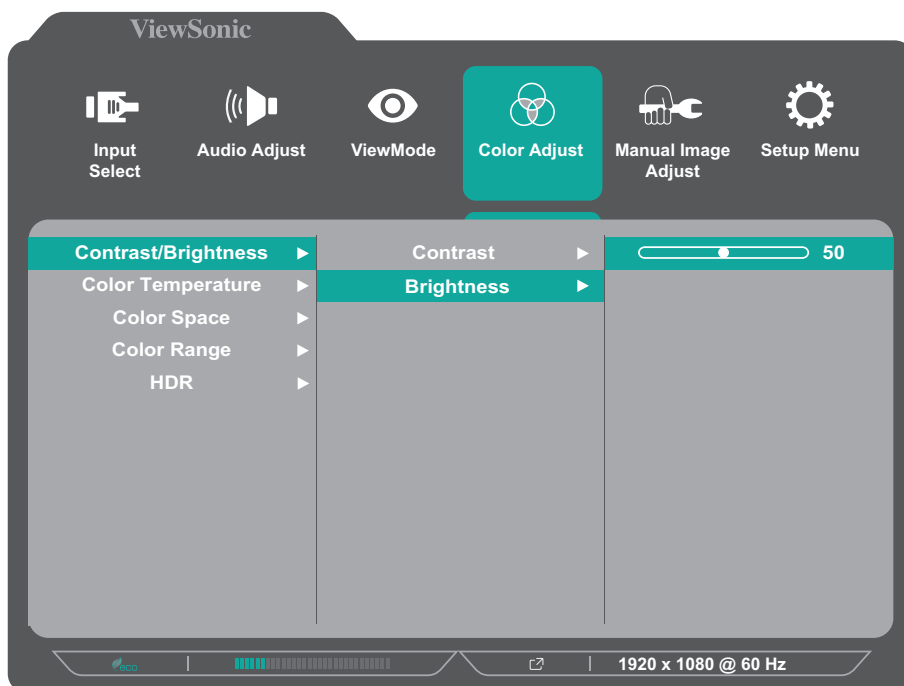 ViewSonic
Input
Select
Audio Adjust
ViewMode
Color Adjust
Manual Image
Adjust
Setup Menu
Contrast/Brightness
Contrast
50
Color Temperature
Brightness
Color Space
Color Range
HDR
eco
1920 x 1080 @ 60 Hz